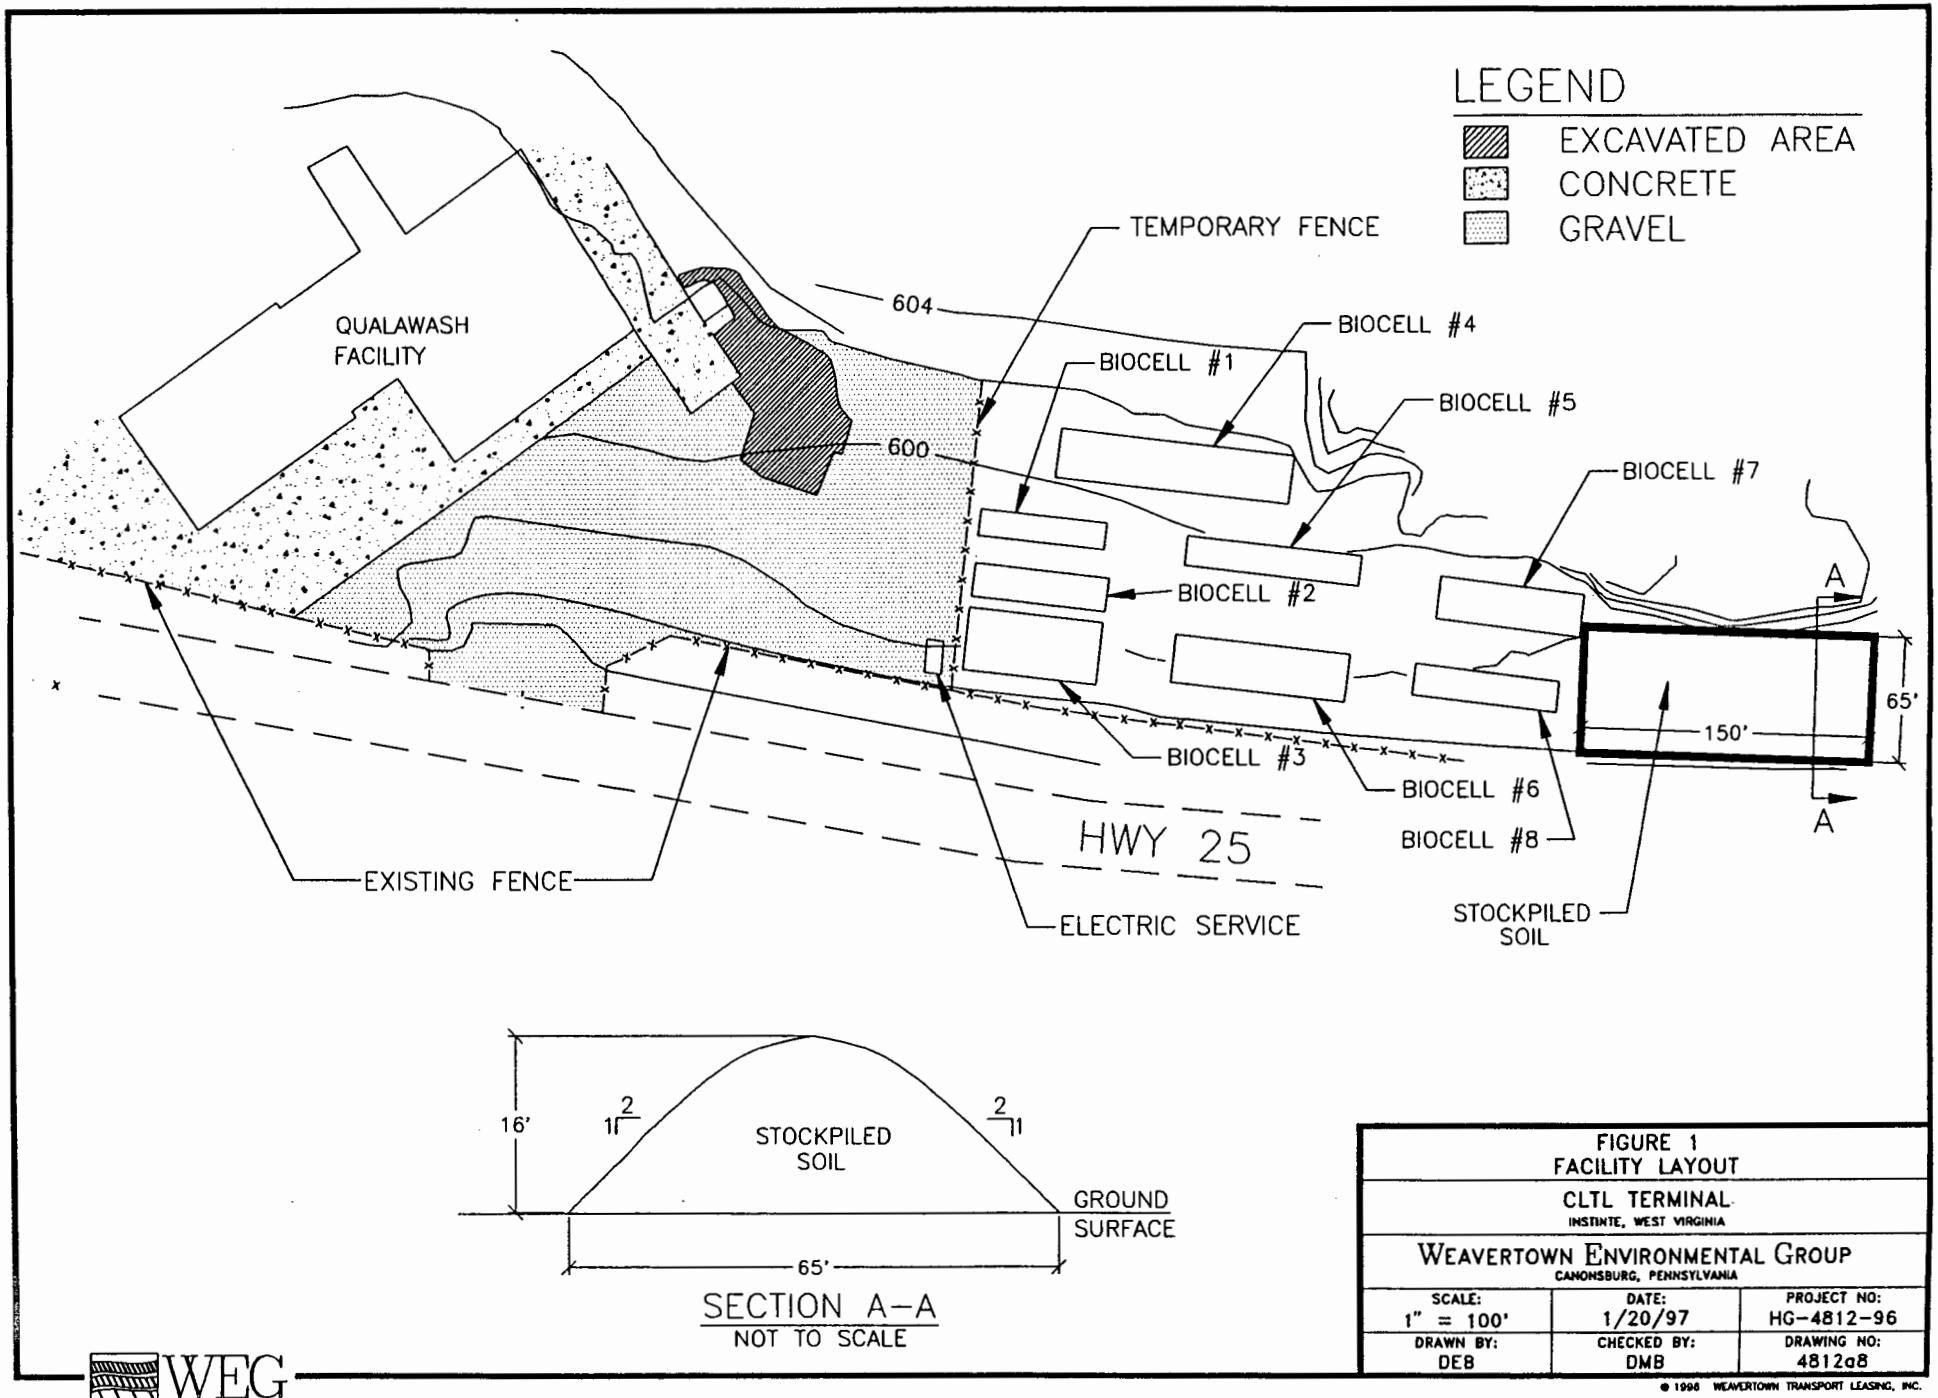 LEGEND
EXCAVATED AREA
CONCRETE
GRAVEL
TEMPORARY FENCE
604
BIOCELL #4
BIOCELL #1
QUALAWASH
FACILITY
BIOCELL #5
600
BIOCELL #7
A
BIOCELL #2
65'
150'
BIOCELL #3
BIOCELL #6
A
HWY 25
BIOCELL #8
EXISTING FENCE
STOCKPILED
SOIL
ELECTRIC SERVICE
16'
2
1
2
1
STOCKPILED
SOIL
GROUND
SURFACE
65'
SECTION A-A
NOT TO SCALE
FIGURE 1
FACILITY LAYOUT
CLTL TERMINAL
INSTINTE, WEST VIRGINIA
WEAVERTOWN ENVIRONMENTAL GROUP
CANONSBURG, PENNSYLVANIA
SCALE:
1" = 100'
DATE:
1/20/97
PROJECT NO:
HG-4812-96
DRAWN BY:
DEB
CHECKED BY:
DMB
DRAWING NO:
4812a8
WEG
© 1996 WEAVERTOWN TRANSPORT LEASING, INC.